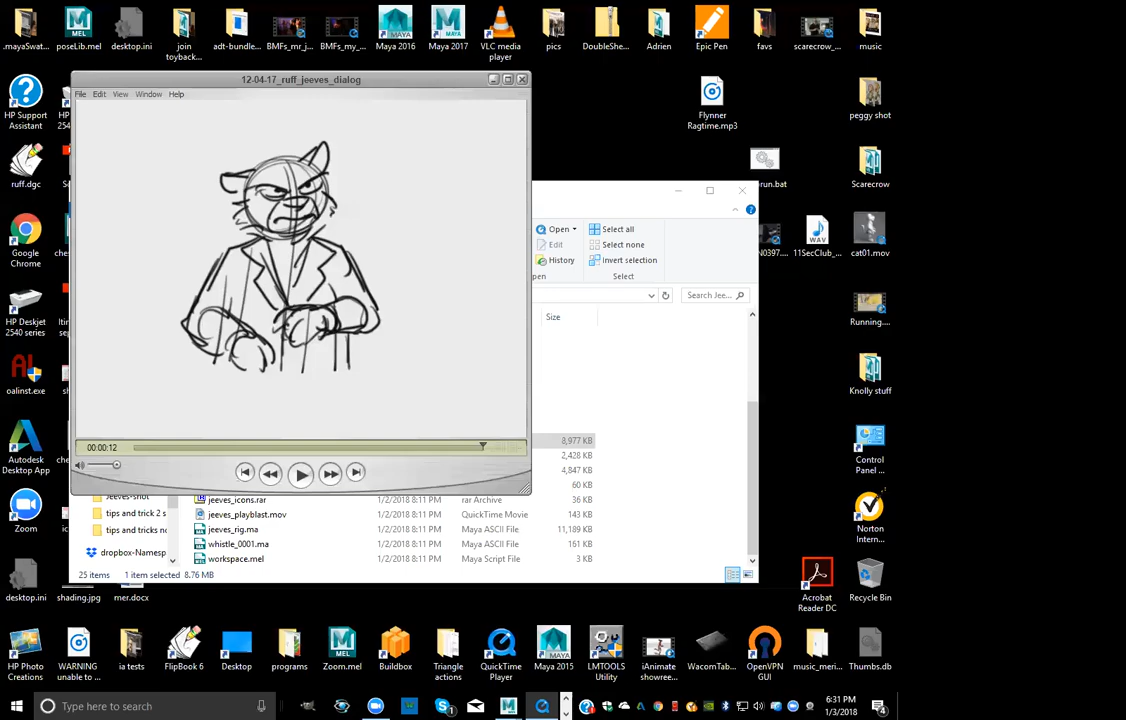 .mayaSwat...
poseLib.mel
desktop.ini
join toyback...
adt-bundle...
BMFs_mr_j...
BMFs_my_...
Maya 2016
Maya 2017
VLC media player
pics
DoubleShe...
Adrien
Epic Pen
favs
scarecrow_...
music
12-04-17_ruff_jeeves_dialog
File Edit View Window Help
HP Support Assistant
HP 2540
Flynner Ragtime.mp3
peggy shot
ruff.dgc
run.bat
Scarecrow
Open
Select all
Edit
Select none
History
Invert selection
Select
Google Chrome
11SecClub_...
cat01.mov
Search Jee...
HP Deskjet 2540 series
Size
Running....
oalinst.exe
Knolly stuff
00:00:12
8,977 KB
Autodesk Desktop App
2,428 KB
Control Panel ...
4,847 KB
60 KB
jeeves_icons.rar 1/2/2018 8:11 PM rar Archive 36 KB
tips and trick 2 s
jeeves_playblast.mov 1/2/2018 8:11 PM QuickTime Movie 143 KB
Zoom
tips and tricks no
jeeves_rig.ma 1/2/2018 8:11 PM Maya ASCII File 11,189 KB
Norton Intern...
whistle_0001.ma 1/2/2018 8:11 PM Maya ASCII File 161 KB
dropbox-Namesp
workspace.mel 1/2/2018 8:11 PM Maya Script File 3 KB
25 items 1 item selected 8.76 MB
desktop.ini
shading.jpg
mer.docx
Acrobat Reader DC
Recycle Bin
HP Photo Creations
WARNING unable to ...
ia tests
FlipBook 6
Desktop
programs
Zoom.mel
Buildbox
Triangle actions
QuickTime Player
Maya 2015
LMTOOLS Utility
iAnimate showree...
WacomTab...
OpenVPN GUI
music_meri...
Thumbs.db
Type here to search
6:31 PM
1/3/2018
4